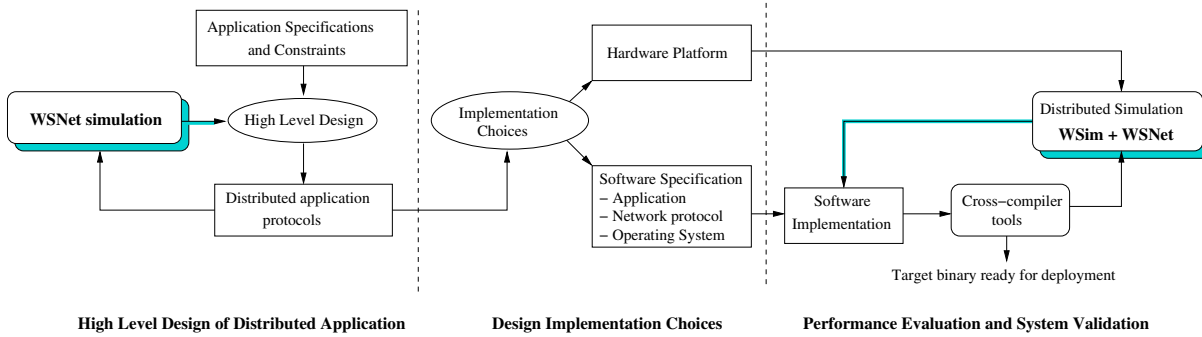 Application Specifications
and Constraints
WSNet simulation
High Level Design
Distributed application
protocols
High Level Design of Distributed Application
Hardware Platform
Implementation
Choices
Software Specification
− Application
− Network protocol
− Operating System
Design Implementation Choices
Distributed Simulation
WSim + WSNet
Software
Implementation
Cross−compiler
tools
Target binary ready for deployment
Performance Evaluation and System Validation